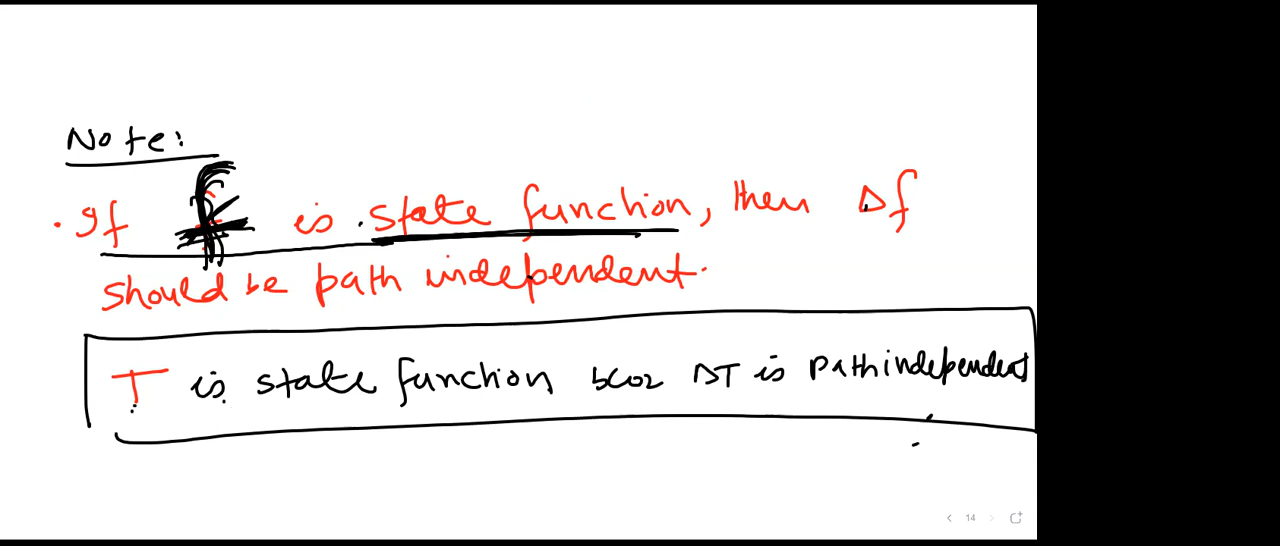 Note:
. If f is . state function, then Δf
should be path independent.
T is state function bcoz ΔT is path independent
14